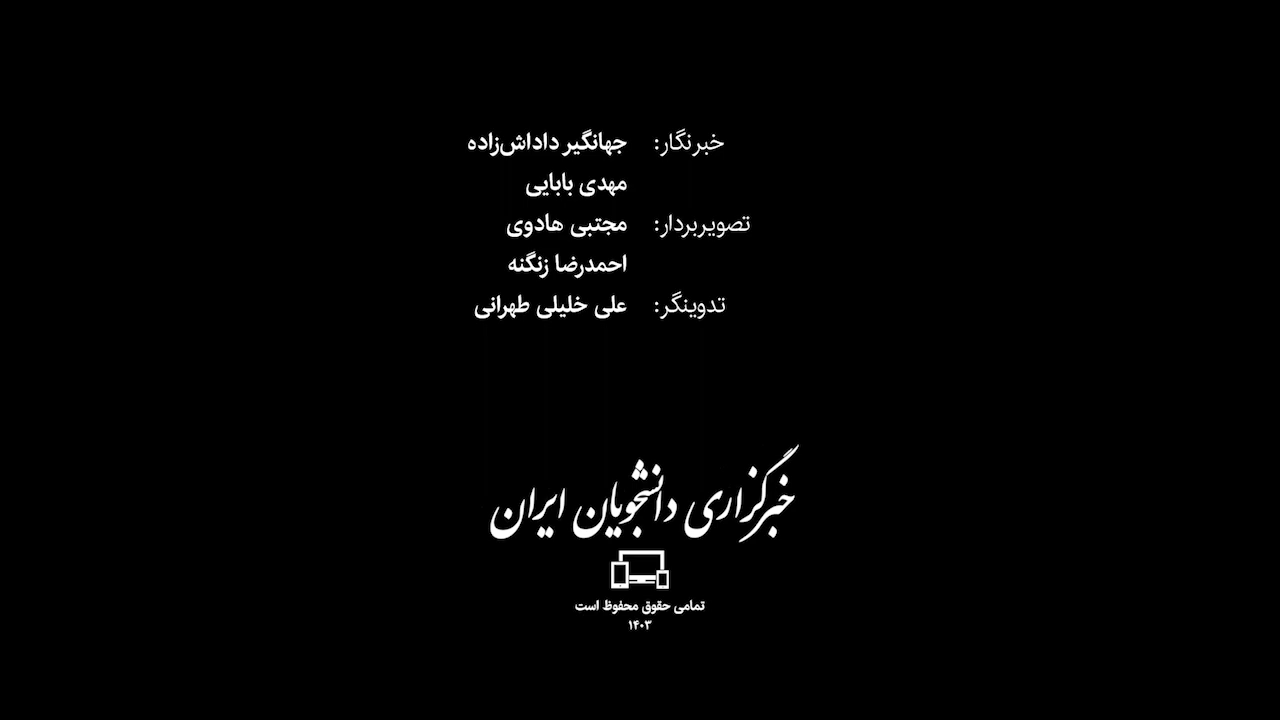 خبرنگار: جهانگیر داداش‌زاده
مهدی بابایی
تصویربردار: مجتبی هادوی
احمدرضا زنگنه
تدوینگر: علی خلیلی طهرانی
خبرگزاری دانشجویان ایران
تمامی حقوق محفوظ است
۱۴۰۳